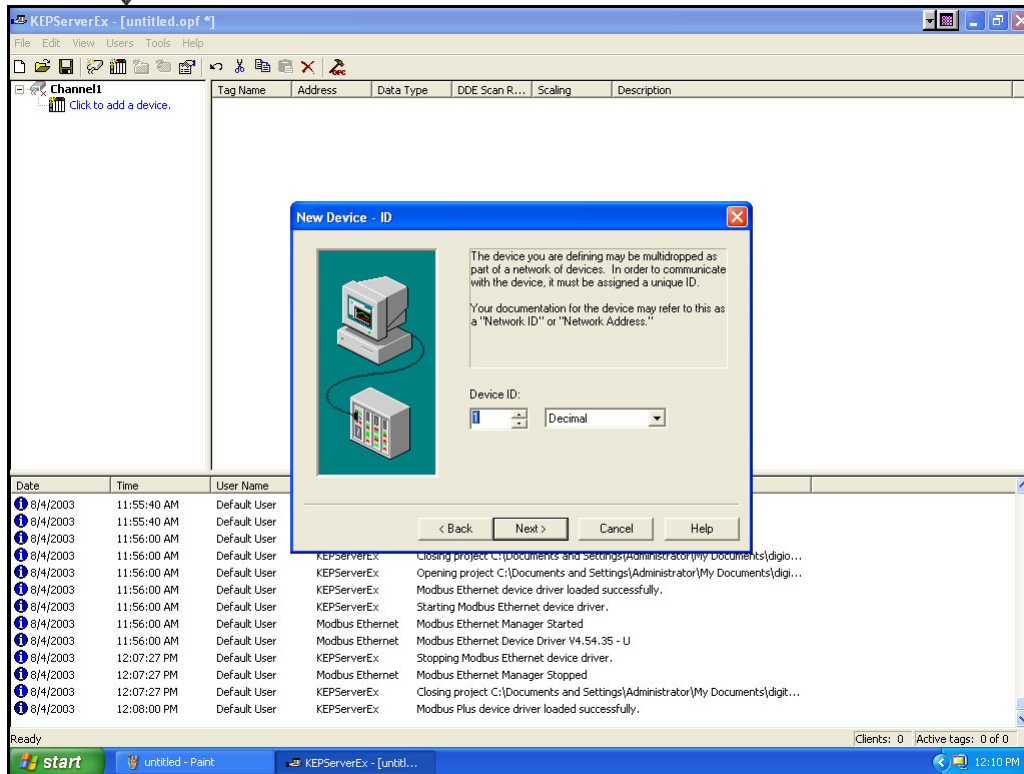 KEPServerEx - [untitled.opf *]
File Edit View Users Tools Help
Channel1
Click to add a device.
Tag Name Address Data Type DDE Scan R... Scaling Description
New Device - ID
The device you are defining may be multidropped as
part of a network of devices. In order to communicate
with the device, it must be assigned a unique ID.
Your documentation for the device may refer to this as
a "Network ID" or "Network Address."
Device ID:
1 Decimal
< Back Next > Cancel Help
Date Time User Name
8/4/2003 11:55:40 AM Default User
8/4/2003 11:55:40 AM Default User
8/4/2003 11:56:00 AM Default User
8/4/2003 11:56:00 AM Default User KEPServerEx Closing project C:\Documents and Settings\Administrator\My Documents\digio...
8/4/2003 11:56:00 AM Default User KEPServerEx Opening project C:\Documents and Settings\Administrator\My Documents\digi...
8/4/2003 11:56:00 AM Default User KEPServerEx Modbus Ethernet device driver loaded successfully.
8/4/2003 11:56:00 AM Default User KEPServerEx Starting Modbus Ethernet device driver.
8/4/2003 11:56:00 AM Default User Modbus Ethernet Modbus Ethernet Manager Started
8/4/2003 11:56:00 AM Default User Modbus Ethernet Modbus Ethernet Device Driver V4.54.35 - U
8/4/2003 12:07:27 PM Default User KEPServerEx Stopping Modbus Ethernet device driver.
8/4/2003 12:07:27 PM Default User Modbus Ethernet Modbus Ethernet Manager Stopped
8/4/2003 12:07:27 PM Default User KEPServerEx Closing project C:\Documents and Settings\Administrator\My Documents\digit...
8/4/2003 12:08:00 PM Default User KEPServerEx Modbus Plus device driver loaded successfully.
Ready Clients: 0 Active tags: 0 of 0
start untitled - Paint KEPServerEx - [untitl... 12:10 PM